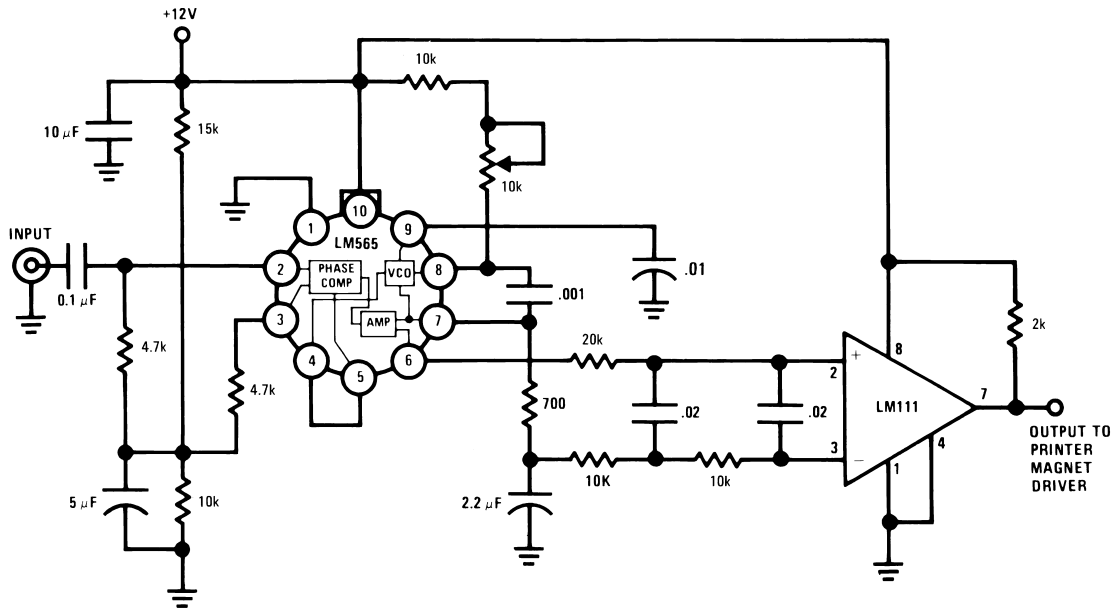 +12V
10k
10 μF
15k
10k
1
10
LM565
9
INPUT
2
PHASE
COMP
VCO
8
.01
0.1 μF
.001
3
AMP
7
2k
4.7k
4
5
6
20k
8
+
2
4.7k
700
.02
.02
LM111
7
OUTPUT TO
PRINTER
MAGNET
DRIVER
3
−
4
1
5 μF
10k
2.2 μF
10K
10k